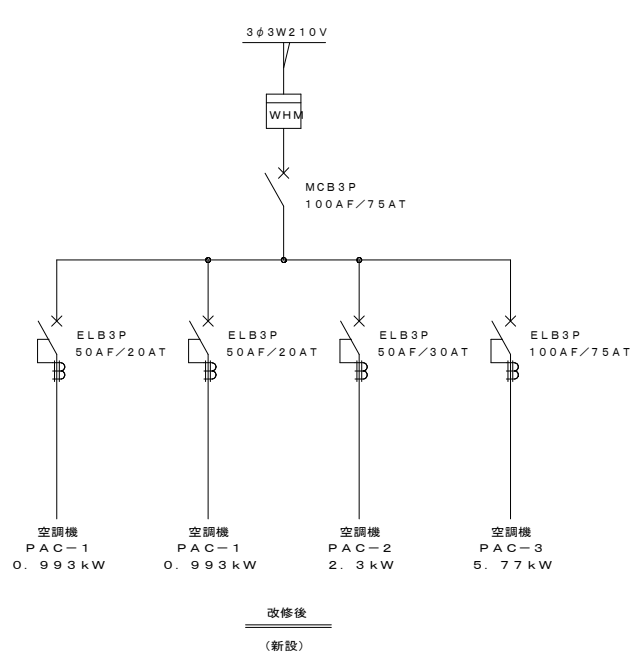 3φ3W210V
WHM
MCB3P
100AF/75AT
ELB3P
50AF/20AT
ELB3P
50AF/20AT
ELB3P
50AF/30AT
ELB3P
100AF/75AT
空調機
PAC-1
0.993kW
空調機
PAC-1
0.993kW
空調機
PAC-2
2.3kW
空調機
PAC-3
5.77kW
改修後
(新設)